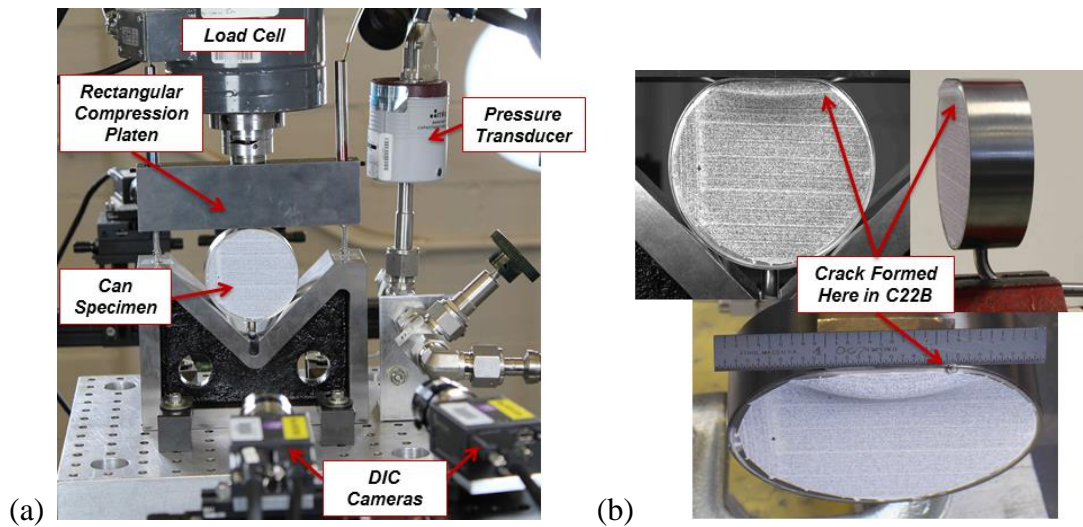 Load Cell
Rectangular
Compression
Platen
Pressure
Transducer
Can
Specimen
DIC
Cameras
(a)
Crack Formed
Here in C22B
(b)